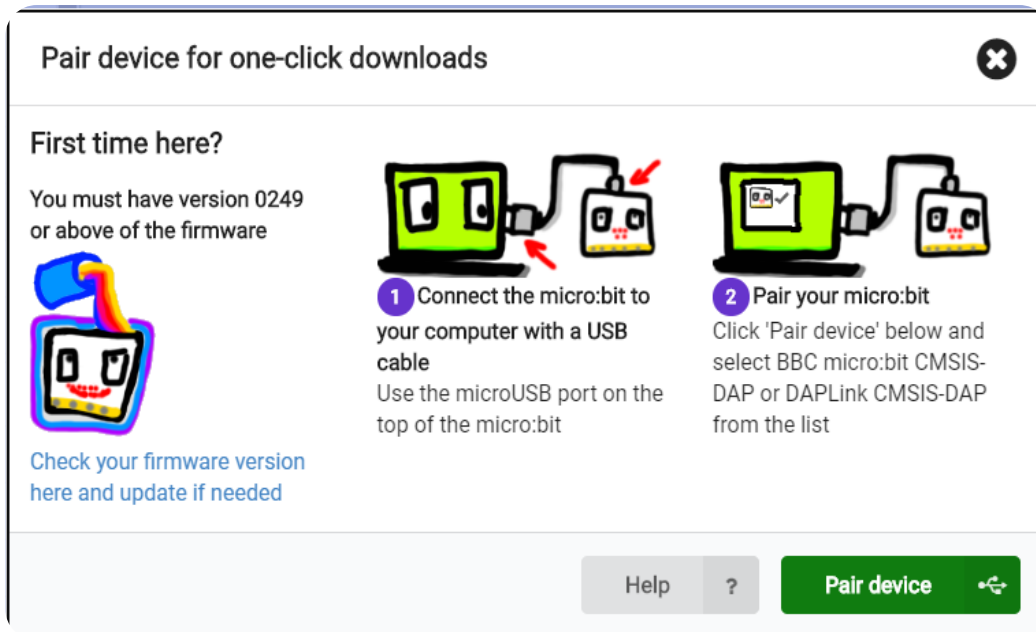 Pair device for one-click downloads
First time here?
You must have version 0249
or above of the firmware
Check your firmware version
here and update if needed
1 Connect the micro:bit to
your computer with a USB
cable
Use the microUSB port on the
top of the micro:bit
2 Pair your micro:bit
Click 'Pair device' below and
select BBC micro:bit CMSIS-
DAP or DAPLink CMSIS-DAP
from the list
Help ?
Pair device